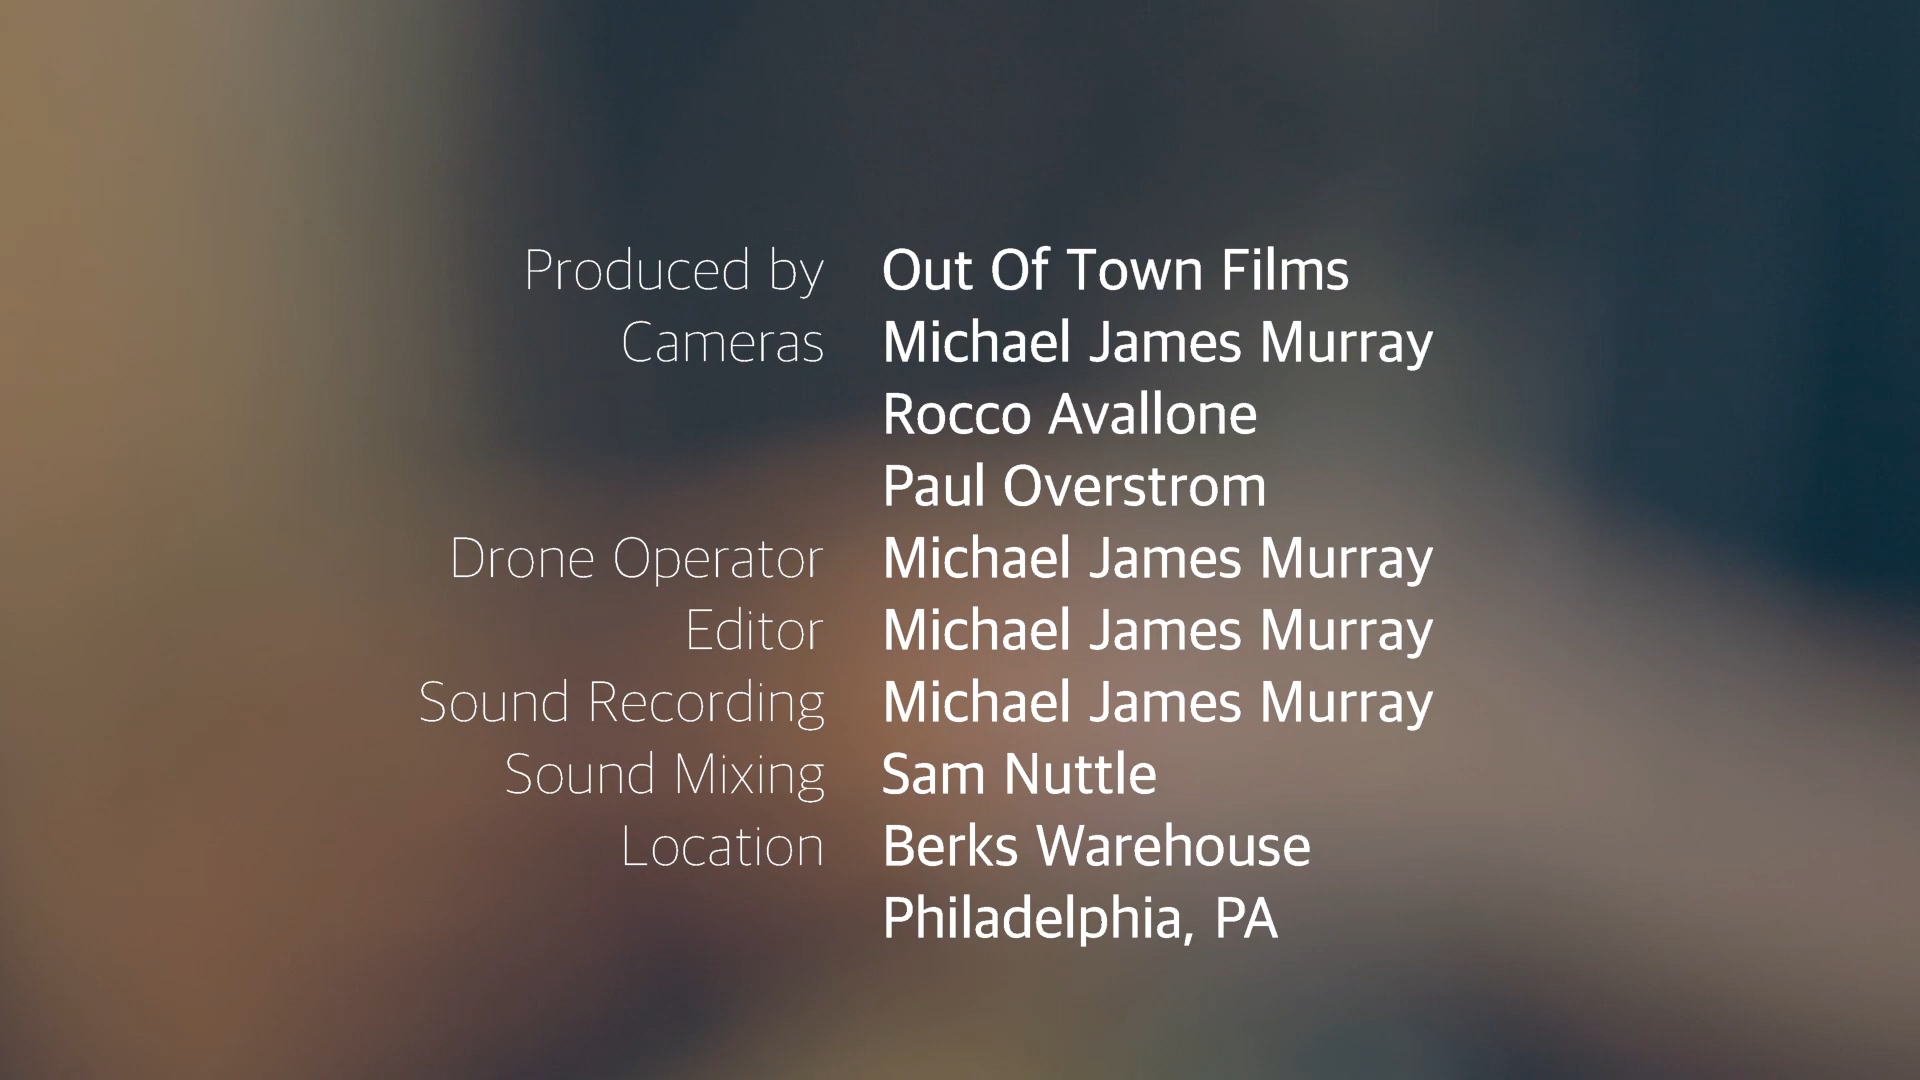 Produced by Out Of Town Films
Cameras Michael James Murray
Rocco Avallone
Paul Overstrom
Drone Operator Michael James Murray
Editor Michael James Murray
Sound Recording Michael James Murray
Sound Mixing Sam Nuttle
Location Berks Warehouse
Philadelphia, PA